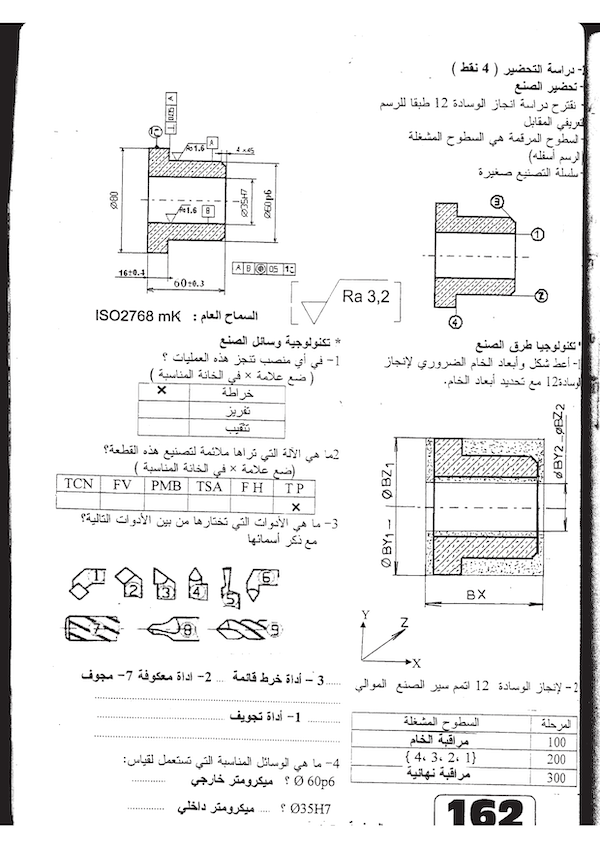 - دراسة التحضير ( 4 نقط )
- تحضير الصنع
- نقترح دراسة انجاز الوسادة 12 طبقا للرسم
التعريفي المقابل
- السطوح المرقمة هي السطوح المشغلة
(الرسم أسفله)
- سلسلة التصنيع صغيرة
3
1
2
4
* تكنولوجيا طرق الصنع
1- أعط شكل وأبعاد الخام الضروري لإنجاز
الوسادة12 مع تحديد أبعاد الخام.
ØBZ1
ØBY1
ØBY2
ØBZ2
BX
Y
Z
X
2- لإنجاز الوسادة 12 اتمم سير الصنع الموالي
المرحلة السطوح المشغلة
100 مراقبة الخام
200 {1، 2، 3، 4}
300 مراقبة نهائية
162
⊥ 0.05 A
Ra1.6
A
4 × 45°
Ø80
Ra1.6
B
Ø35H7
Ø60p6
16±0.4
60±0.3
Ra 3,2
السماح العام : ISO2768 mK
* تكنولوجية وسائل الصنع
1- في أي منصب تنجز هذه العمليات ؟
( ضع علامة × في الخانة المناسبة )
خراطة ×
تفريز
تثقيب
2ما هي الآلة التي تراها ملائمة لتصنيع هذه القطعة؟
(ضع علامة × في الخانة المناسبة )
TCN FV PMB TSA F H T P
×
3- ما هي الأدوات التي تختارها من بين الأدوات التالية؟
مع ذكر أسمائها
1 2 3 4 5 6
7 8 9
3 - أداة خرط قائمة ... 2- اداة معكوفة 7- مجوف
1- أداة تجويف
4- ما هي الوسائل المناسبة التي تستعمل لقياس:
Ø 60p6 ؟ ميكرومتر خارجي
Ø35H7 ؟ .... ميكرومتر داخلي